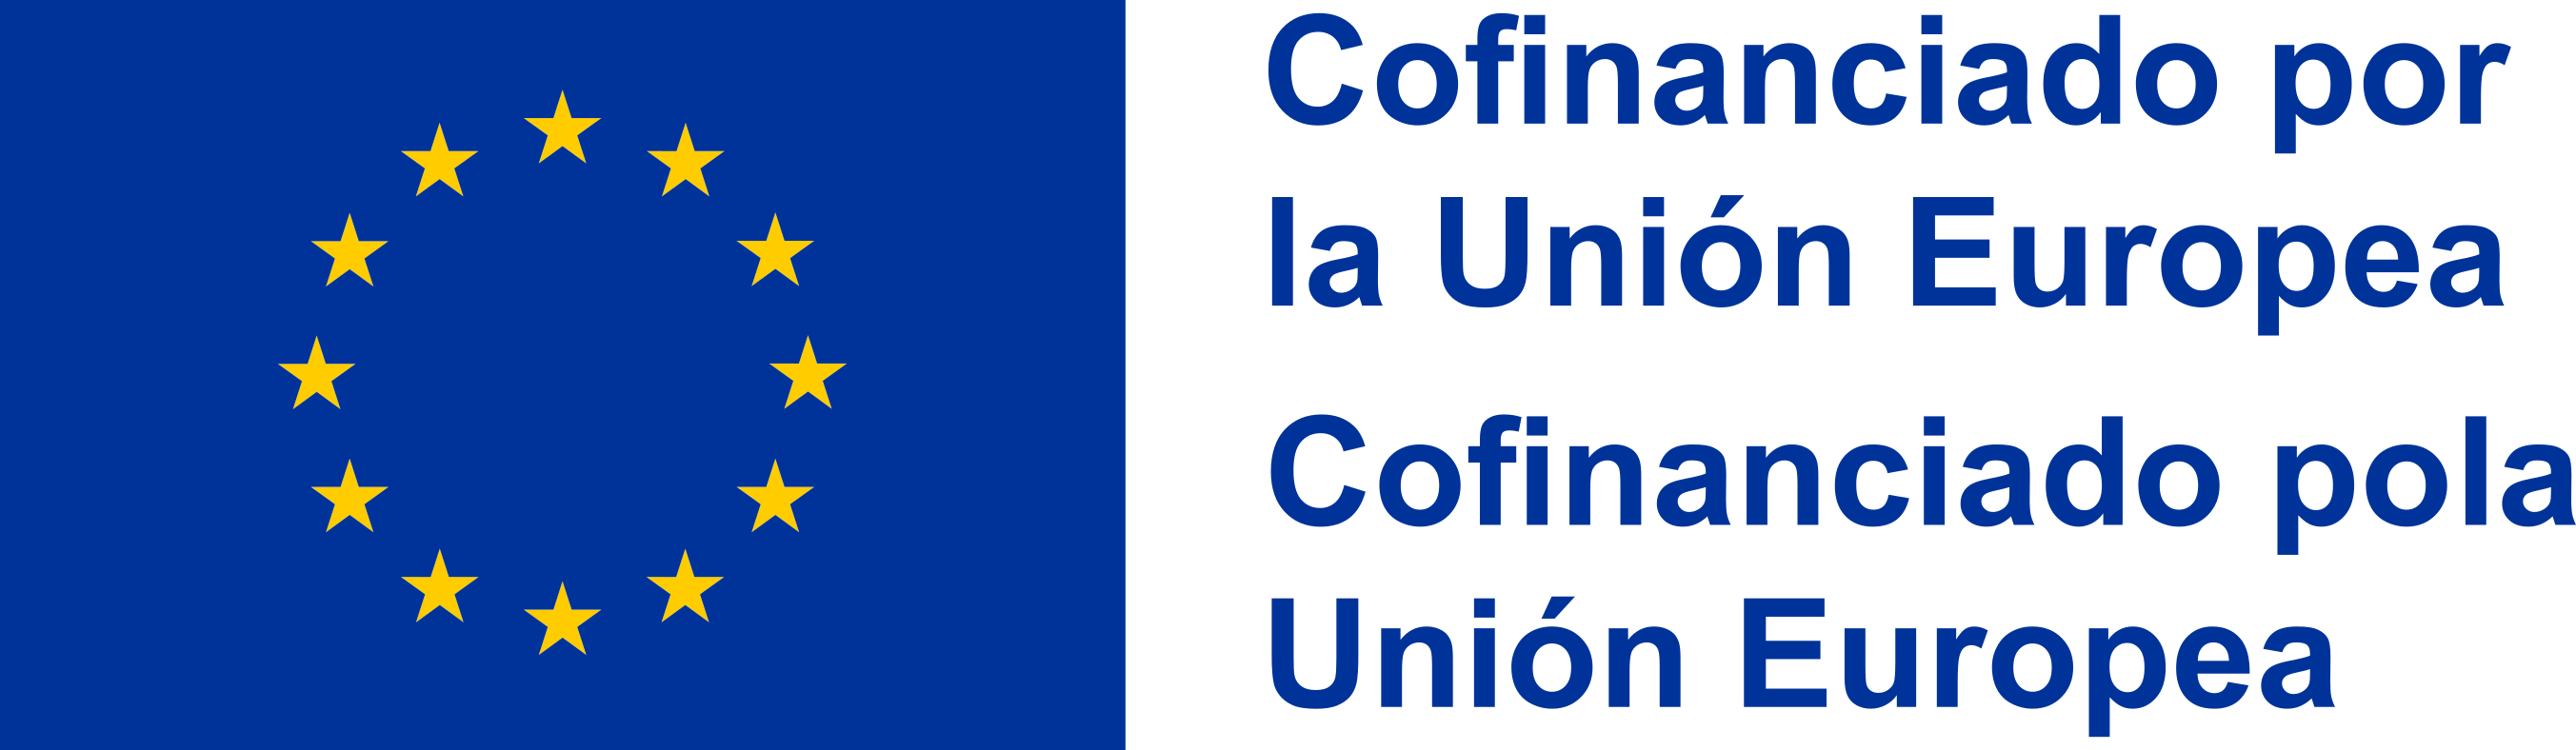 Cofinanciado por
la Unión Europea
Cofinanciado pola
Unión Europea